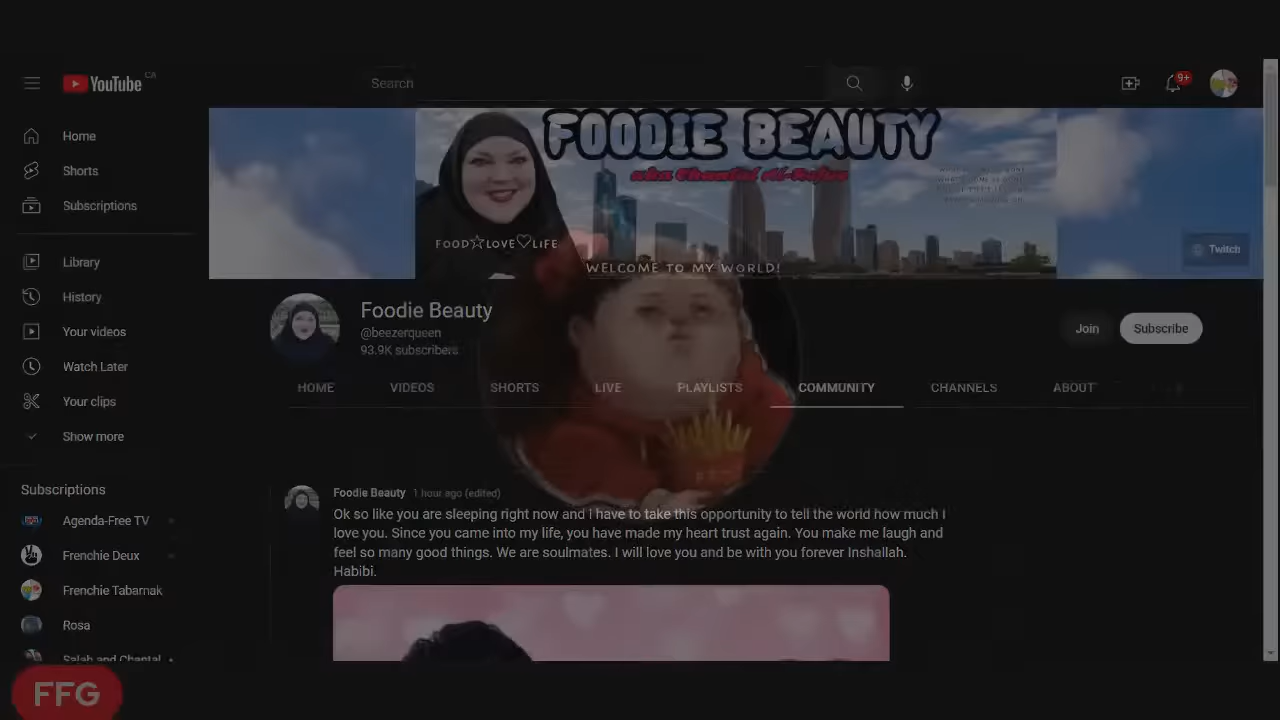 YouTube CA
Search
9+
Home
Shorts
Subscriptions
Library
History
Your videos
Watch Later
Your clips
Show more
Subscriptions
Agenda-Free TV
Frenchie Deux
Frenchie Tabarnak
Rosa
Salah and Chantal
FOODIE BEAUTY
FOOD☆LOVE♡LIFE
WELCOME TO MY WORLD!
Twitch
Foodie Beauty
@beezerqueen
93.9K subscribers
Join
Subscribe
HOME VIDEOS SHORTS LIVE PLAYLISTS COMMUNITY CHANNELS ABOUT
Foodie Beauty 1 hour ago (edited)
Ok so like you are sleeping right now and I have to take this opportunity to tell the world how much I
love you. Since you came into my life, you have made my heart trust again. You make me laugh and
feel so many good things. We are soulmates. I will love you and be with you forever Inshallah.
Habibi.
FFG